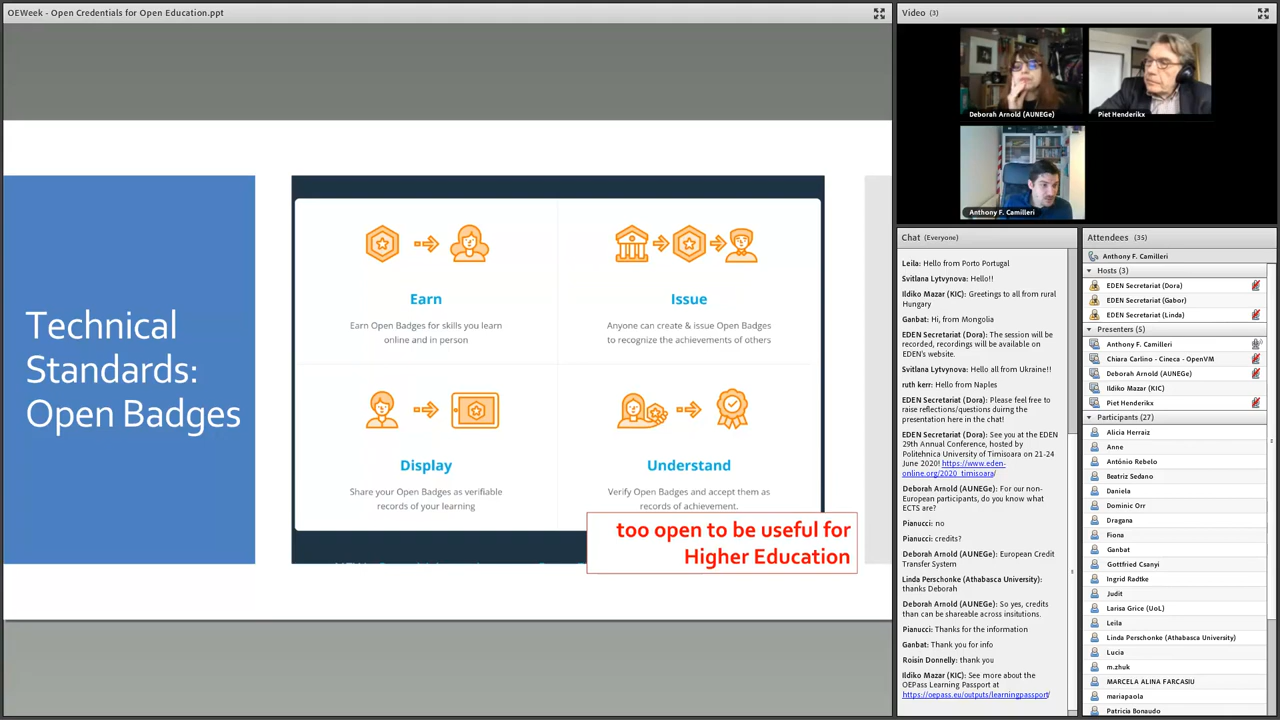 OEWeek - Open Credentials for Open Education.ppt
Technical
Standards:
Open Badges
Earn
Earn Open Badges for skills you learn
online and in person
Issue
Anyone can create & issue Open Badges
to recognize the achievements of others
Display
Share your Open Badges as verifiable
records of your learning
Understand
Verify Open Badges and accept them as
records of achievement.
too open to be useful for
Higher Education
Video (3)
Deborah Arnold (AUNEGe)
Piet Henderikx
Anthony F. Camilleri
Chat (Everyone)
Leila: Hello from Porto Portugal
Svitlana Lytvynova: Hello!!
Ildiko Mazar (KIC): Greetings to all from rural
Hungary
Ganbat: Hi, from Mongolia
EDEN Secretariat (Dora): The session will be
recorded, recordings will be available on
EDEN's website.
Svitlana Lytvynova: Hello all from Ukraine!!
ruth kerr: Hello from Naples
EDEN Secretariat (Dora): Please feel free to
raise reflections/questions during the
presentation here in the chat!
EDEN Secretariat (Dora): See you at the EDEN
29th Annual Conference, hosted by
Politehnica University of Timisoara on 21-24
June 2020! https://www.eden-
online.org/2020_timisoara/
Deborah Arnold (AUNEGe): For our non-
European participants, do you know what
ECTS are?
Pianucci: no
Pianucci: credits?
Deborah Arnold (AUNEGe): European Credit
Transfer System
Linda Perschonke (Athabasca University):
thanks Deborah
Deborah Arnold (AUNEGe): So yes, credits
than can be shareable across insitutions.
Pianucci: Thanks for the information
Ganbat: Thank you for info
Roisin Donnelly: thank you
Ildiko Mazar (KIC): See more about the
OEPass Learning Passport at
https://oepass.eu/outputs/learningpassport/
Attendees (35)
Anthony F. Camilleri
Hosts (3)
EDEN Secretariat (Dora)
EDEN Secretariat (Gabor)
EDEN Secretariat (Linda)
Presenters (5)
Anthony F. Camilleri
Chiara Carlino - Cineca - OpenVM
Deborah Arnold (AUNEGe)
Ildiko Mazar (KIC)
Piet Henderikx
Participants (27)
Alicia Herraiz
Anne
António Rebelo
Beatriz Sedano
Daniela
Dominic Orr
Dragana
Fiona
Ganbat
Gottfried Csanyi
Ingrid Radtke
Judit
Larisa Grice (UoL)
Leila
Linda Perschonke (Athabasca University)
Lucia
m.zhuk
MARCELA ALINA FARCASIU
mariapaola
Patricia Bonaudo